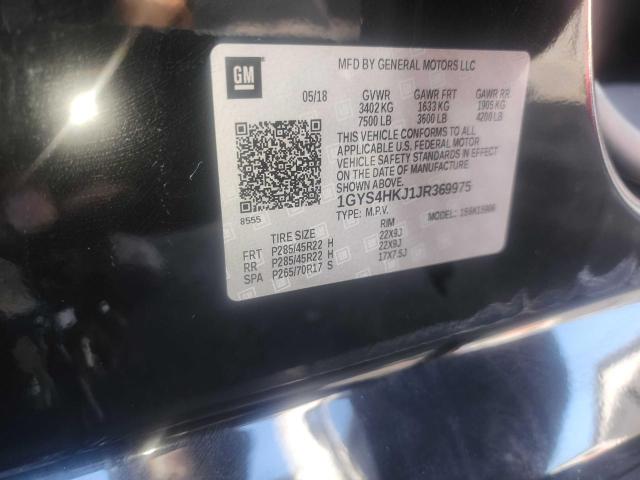 GM
MFD BY GENERAL MOTORS LLC
05/18 GVWR GAWR FRT GAWR RR
3402 KG 1633 KG 1905 KG
7500 LB 3600 LB 4200 LB
THIS VEHICLE CONFORMS TO ALL
APPLICABLE U.S. FEDERAL MOTOR
VEHICLE SAFETY STANDARDS IN EFFECT
ON THE DATE OF MANUFACTURE
SHOWN ABOVE.
1GYS4HKJ1JR369975
8555 TYPE: M.P.V. MODEL:
TIRE SIZE RIM
FRT P285/45R22 H 22X9J
RR P285/45R22 H 22X9J
SPA P265/70R17 S 17X7.5J